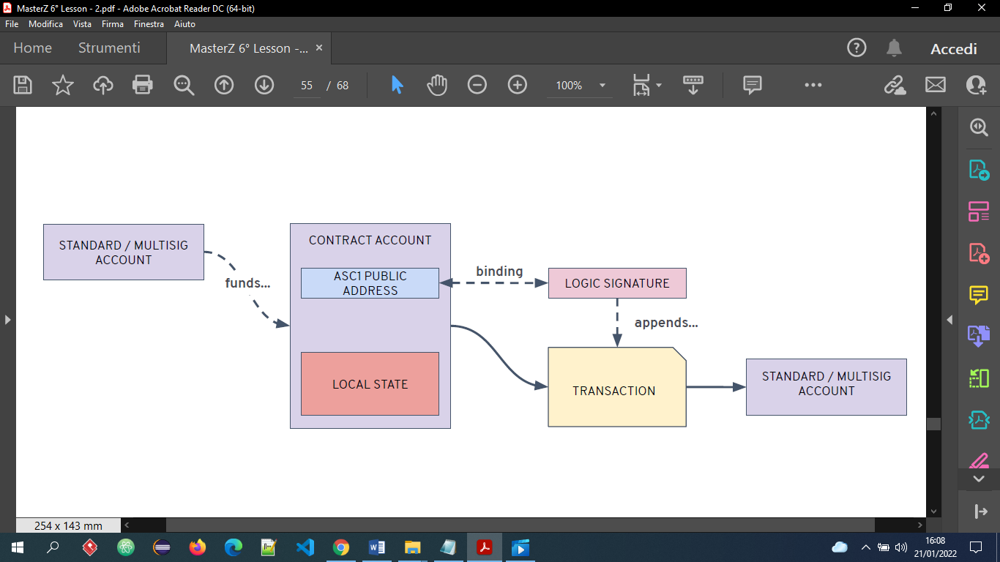 MasterZ 6° Lesson - 2.pdf - Adobe Acrobat Reader DC (64-bit)
File Modifica Vista Firma Finestra Aiuto
Home Strumenti MasterZ 6° Lesson -... × Accedi
55 / 68 100%
STANDARD / MULTISIG
ACCOUNT
funds...
CONTRACT ACCOUNT
ASC1 PUBLIC
ADDRESS
LOCAL STATE
binding
LOGIC SIGNATURE
appends...
TRANSACTION
STANDARD / MULTISIG
ACCOUNT
254 x 143 mm
16:08
21/01/2022